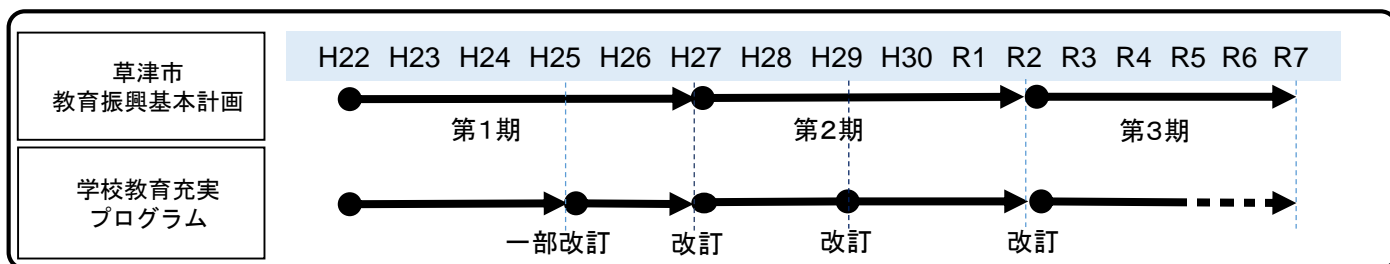 草津市
教育振興基本計画
H22 H23 H24 H25 H26 H27 H28 H29 H30 R1 R2 R3 R4 R5 R6 R7
第1期 第2期 第3期
学校教育充実
プログラム
一部改訂 改訂 改訂 改訂